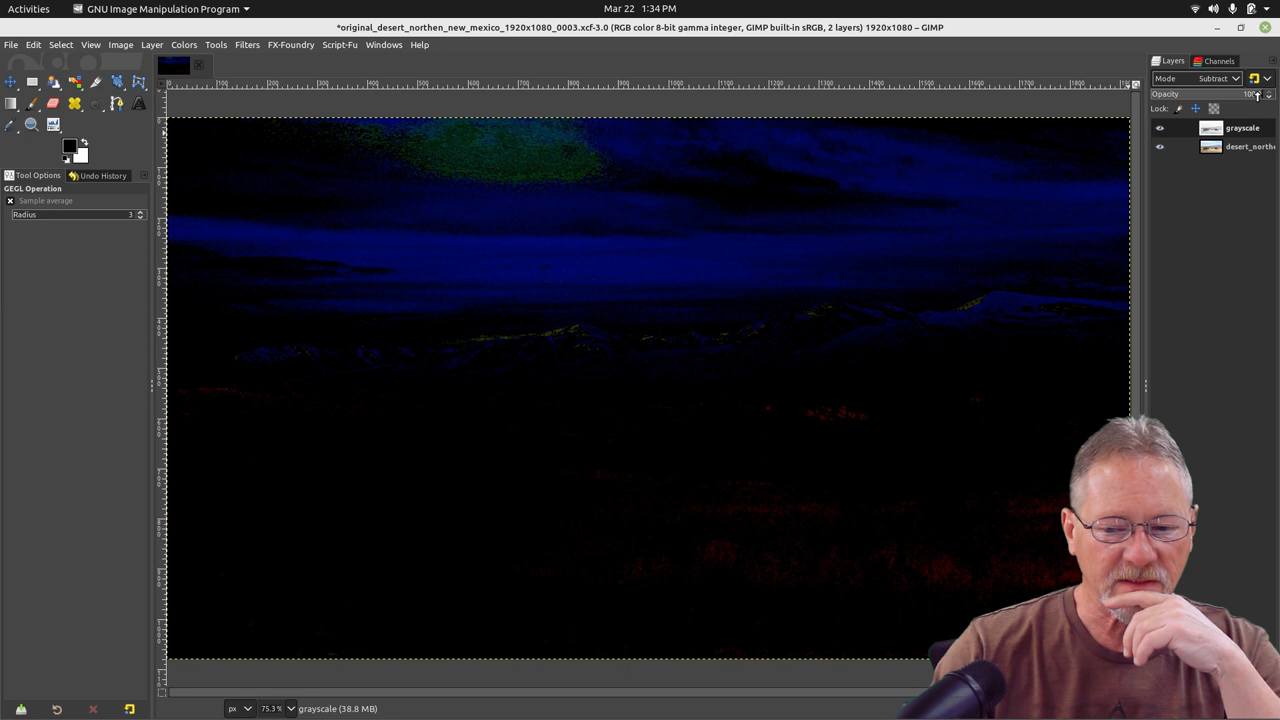 Activities
GNU Image Manipulation Program
Mar 22 1:34 PM
*original_desert_northen_new_mexico_1920x1080_0003.xcf-3.0 (RGB color 8-bit gamma integer, GIMP built-in sRGB, 2 layers) 1920x1080 – GIMP
File Edit Select View Image Layer Colors Tools Filters FX-Foundry Script-Fu Windows Help
Layers Channels
Mode Subtract
Opacity
Lock:
grayscale
desert_northe
Tool Options Undo History
GEGL Operation
Sample average
Radius 3
px 75.3% grayscale (38.8 MB)